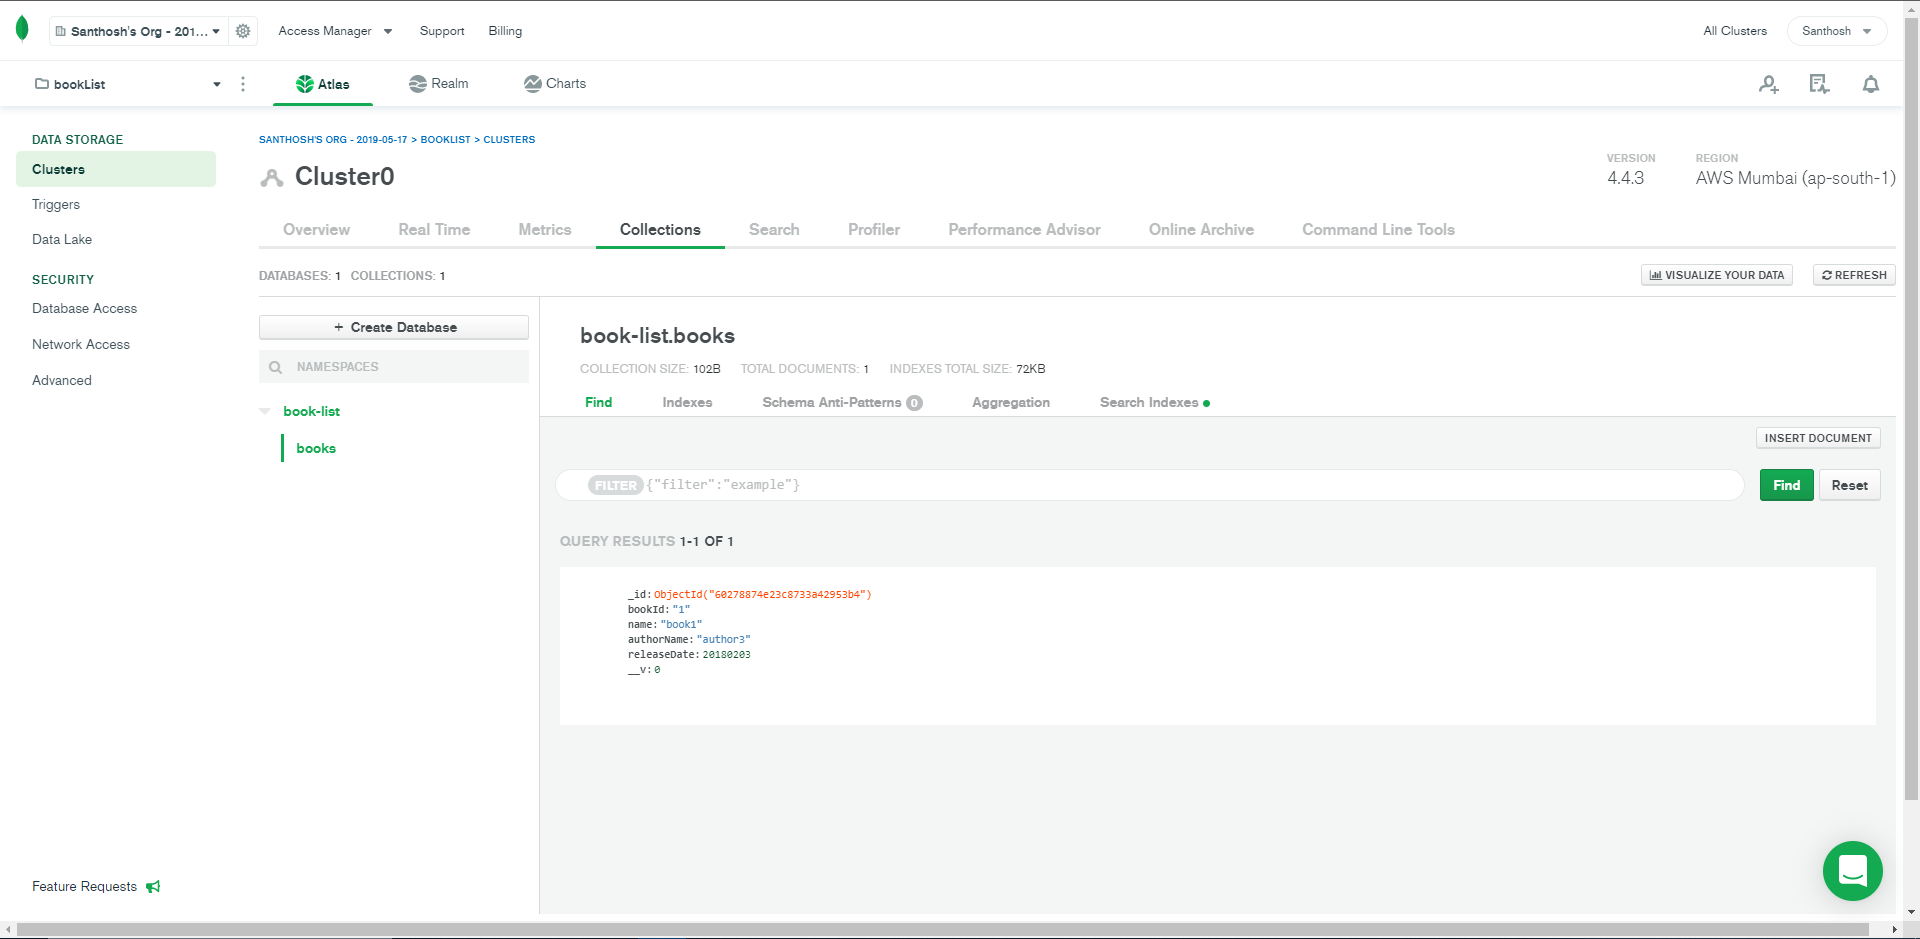 Santhosh's Org - 201... Access Manager Support Billing All Clusters Santhosh
bookList Atlas Realm Charts
DATA STORAGE
Clusters
Triggers
Data Lake
SECURITY
Database Access
Network Access
Advanced
Feature Requests
SANTHOSH'S ORG - 2019-05-17 > BOOKLIST > CLUSTERS
Cluster0
VERSION
4.4.3
REGION
AWS Mumbai (ap-south-1)
Overview Real Time Metrics Collections Search Profiler Performance Advisor Online Archive Command Line Tools
DATABASES: 1 COLLECTIONS: 1
VISUALIZE YOUR DATA REFRESH
+ Create Database
NAMESPACES
book-list
books
book-list.books
COLLECTION SIZE: 102B TOTAL DOCUMENTS: 1 INDEXES TOTAL SIZE: 72KB
Find Indexes Schema Anti-Patterns 0 Aggregation Search Indexes
INSERT DOCUMENT
FILTER {"filter":"example"} Find Reset
QUERY RESULTS 1-1 OF 1
_id: ObjectId("60278874e23c8733a42953b4")
bookId: "1"
name: "book1"
authorName: "author3"
releaseDate: 20180203
__v: 0